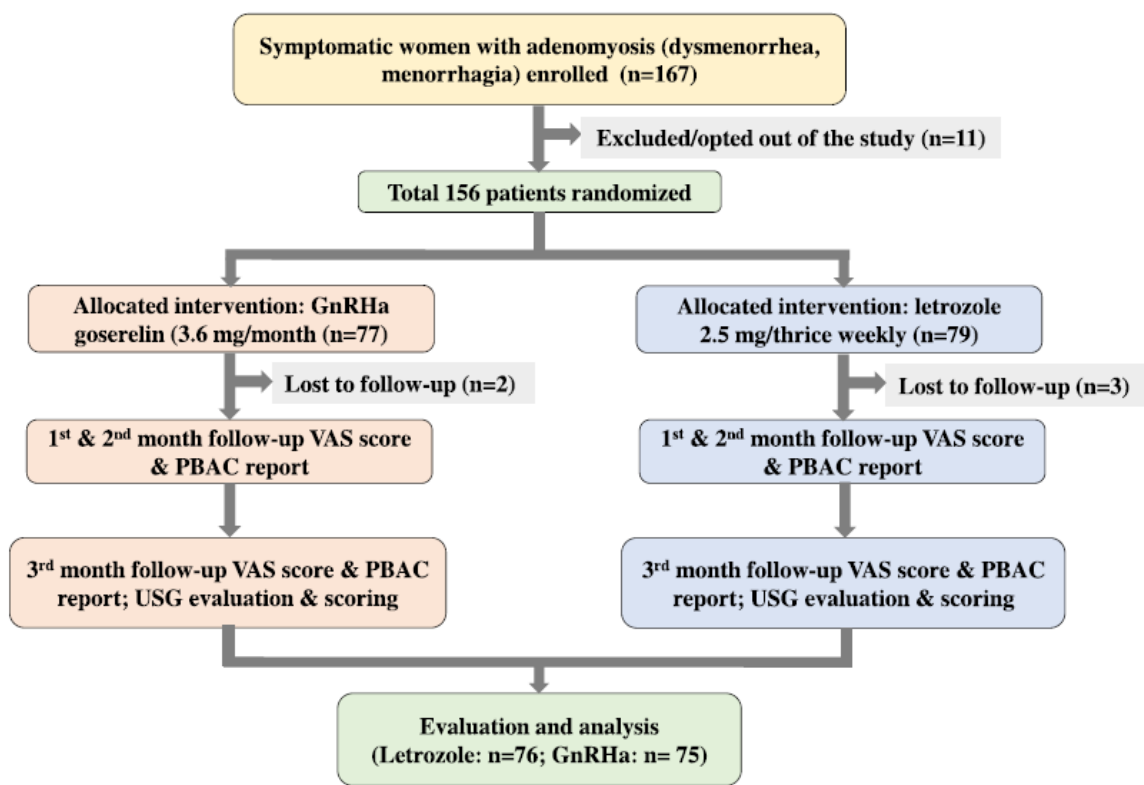 Symptomatic women with adenomyosis (dysmenorrhea,
menorrhagia) enrolled (n=167)
Excluded/opted out of the study (n=11)
Total 156 patients randomized
Allocated intervention: GnRHa
goserelin (3.6 mg/month (n=77)
Allocated intervention: letrozole
2.5 mg/thrice weekly (n=79)
Lost to follow-up (n=2)
Lost to follow-up (n=3)
1st & 2nd month follow-up VAS score
& PBAC report
1st & 2nd month follow-up VAS score
& PBAC report
3rd month follow-up VAS score & PBAC
report; USG evaluation & scoring
3rd month follow-up VAS score & PBAC
report; USG evaluation & scoring
Evaluation and analysis
(Letrozole: n=76; GnRHa: n= 75)